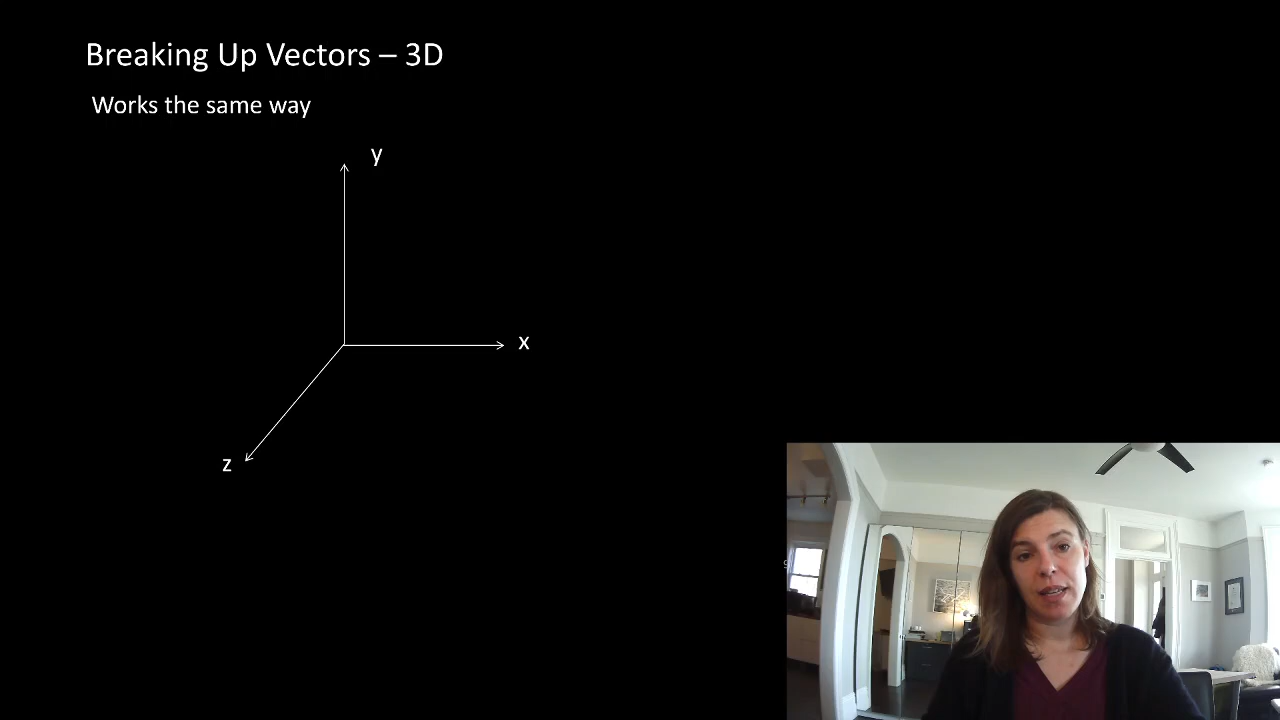 Breaking Up Vectors – 3D
Works the same way
y
x
z